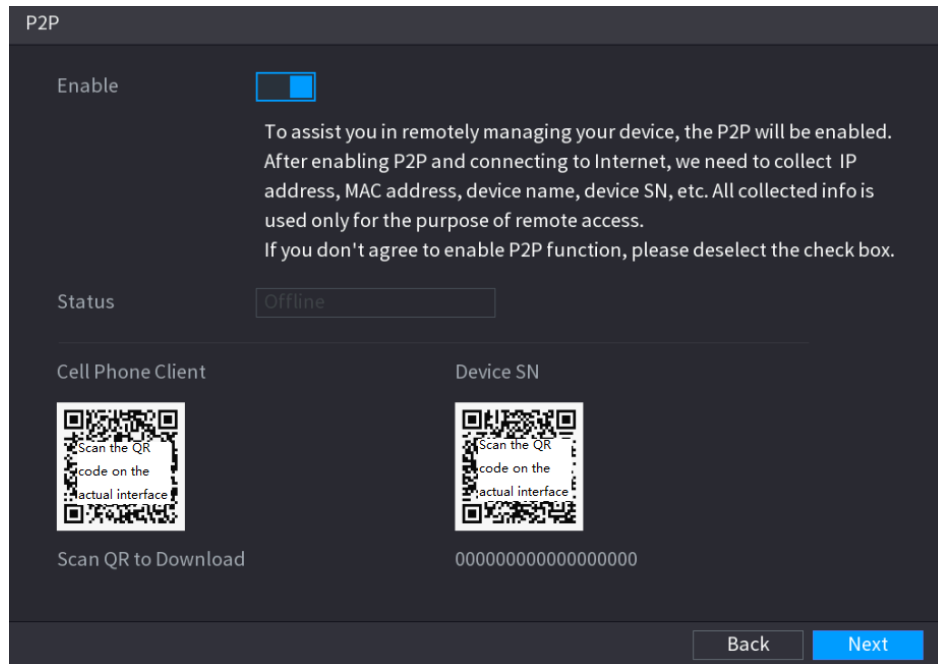 P2P
Enable
To assist you in remotely managing your device, the P2P will be enabled.
After enabling P2P and connecting to Internet, we need to collect IP
address, MAC address, device name, device SN, etc. All collected info is
used only for the purpose of remote access.
If you don't agree to enable P2P function, please deselect the check box.
Status
Offline
Cell Phone Client
Device SN
Scan the QR
code on the
actual interface
Scan the QR
code on the
actual interface
Scan QR to Download
000000000000000000
Back
Next